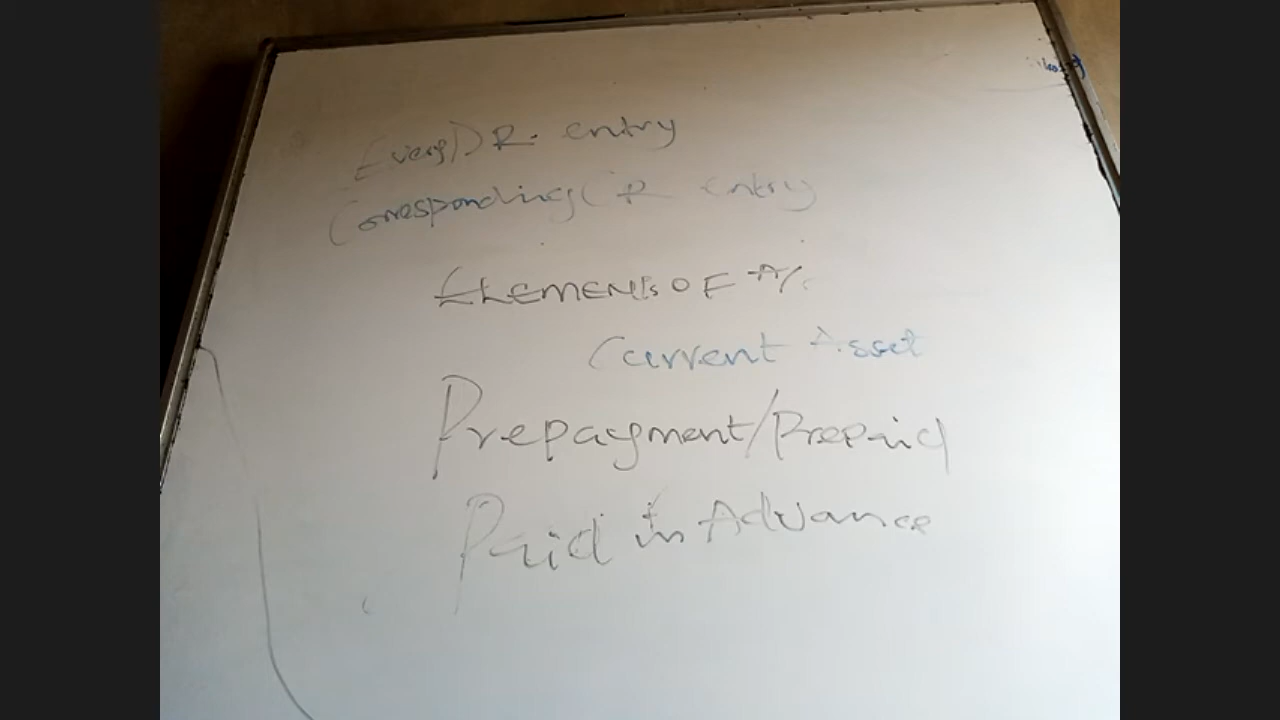 Every DR. entry
Corresponding CR entry
ELEMENts OF A/c
Current Asset
Prepayment/Prepaid
Paid in Advance